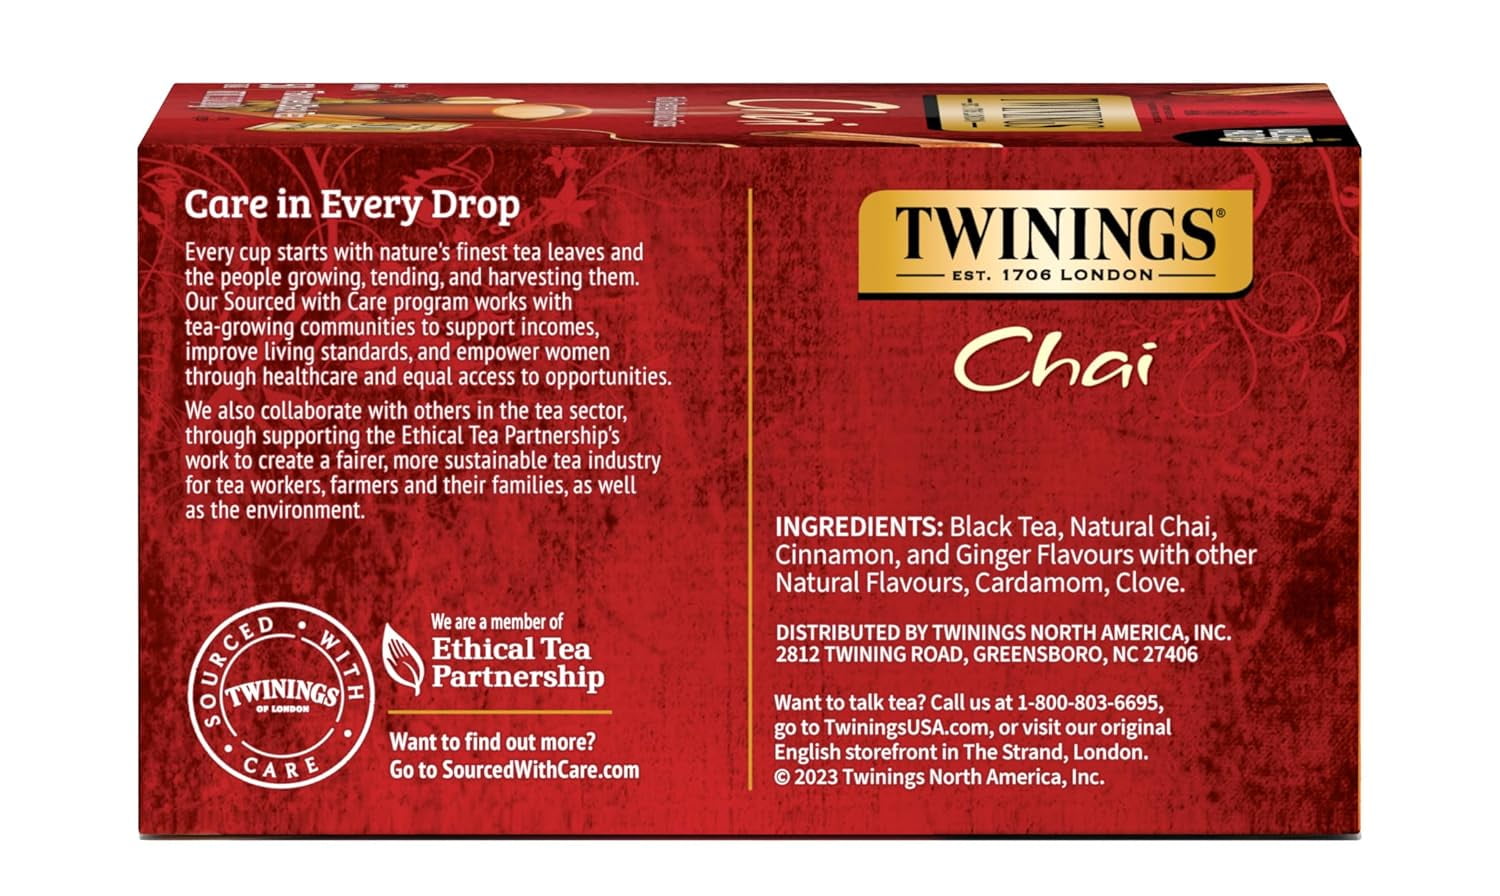 Care in Every Drop
Every cup starts with nature's finest tea leaves and
the people growing, tending, and harvesting them.
Our Sourced with Care program works with
tea-growing communities to support incomes,
improve living standards, and empower women
through healthcare and equal access to opportunities.
We also collaborate with others in the tea sector,
through supporting the Ethical Tea Partnership's
work to create a fairer, more sustainable tea industry
for tea workers, farmers and their families, as well
as the environment.
SOURCED • WITH • CARE •
TWININGS
OF LONDON
We are a member of
Ethical Tea
Partnership
Want to find out more?
Go to SourcedWithCare.com
TWININGS®
EST. 1706 LONDON
Chai
INGREDIENTS: Black Tea, Natural Chai,
Cinnamon, and Ginger Flavours with other
Natural Flavours, Cardamom, Clove.
DISTRIBUTED BY TWININGS NORTH AMERICA, INC.
2812 TWINING ROAD, GREENSBORO, NC 27406
Want to talk tea? Call us at 1-800-803-6695,
go to TwiningsUSA.com, or visit our original
English storefront in The Strand, London.
© 2023 Twinings North America, Inc.
Chai
TWININGS